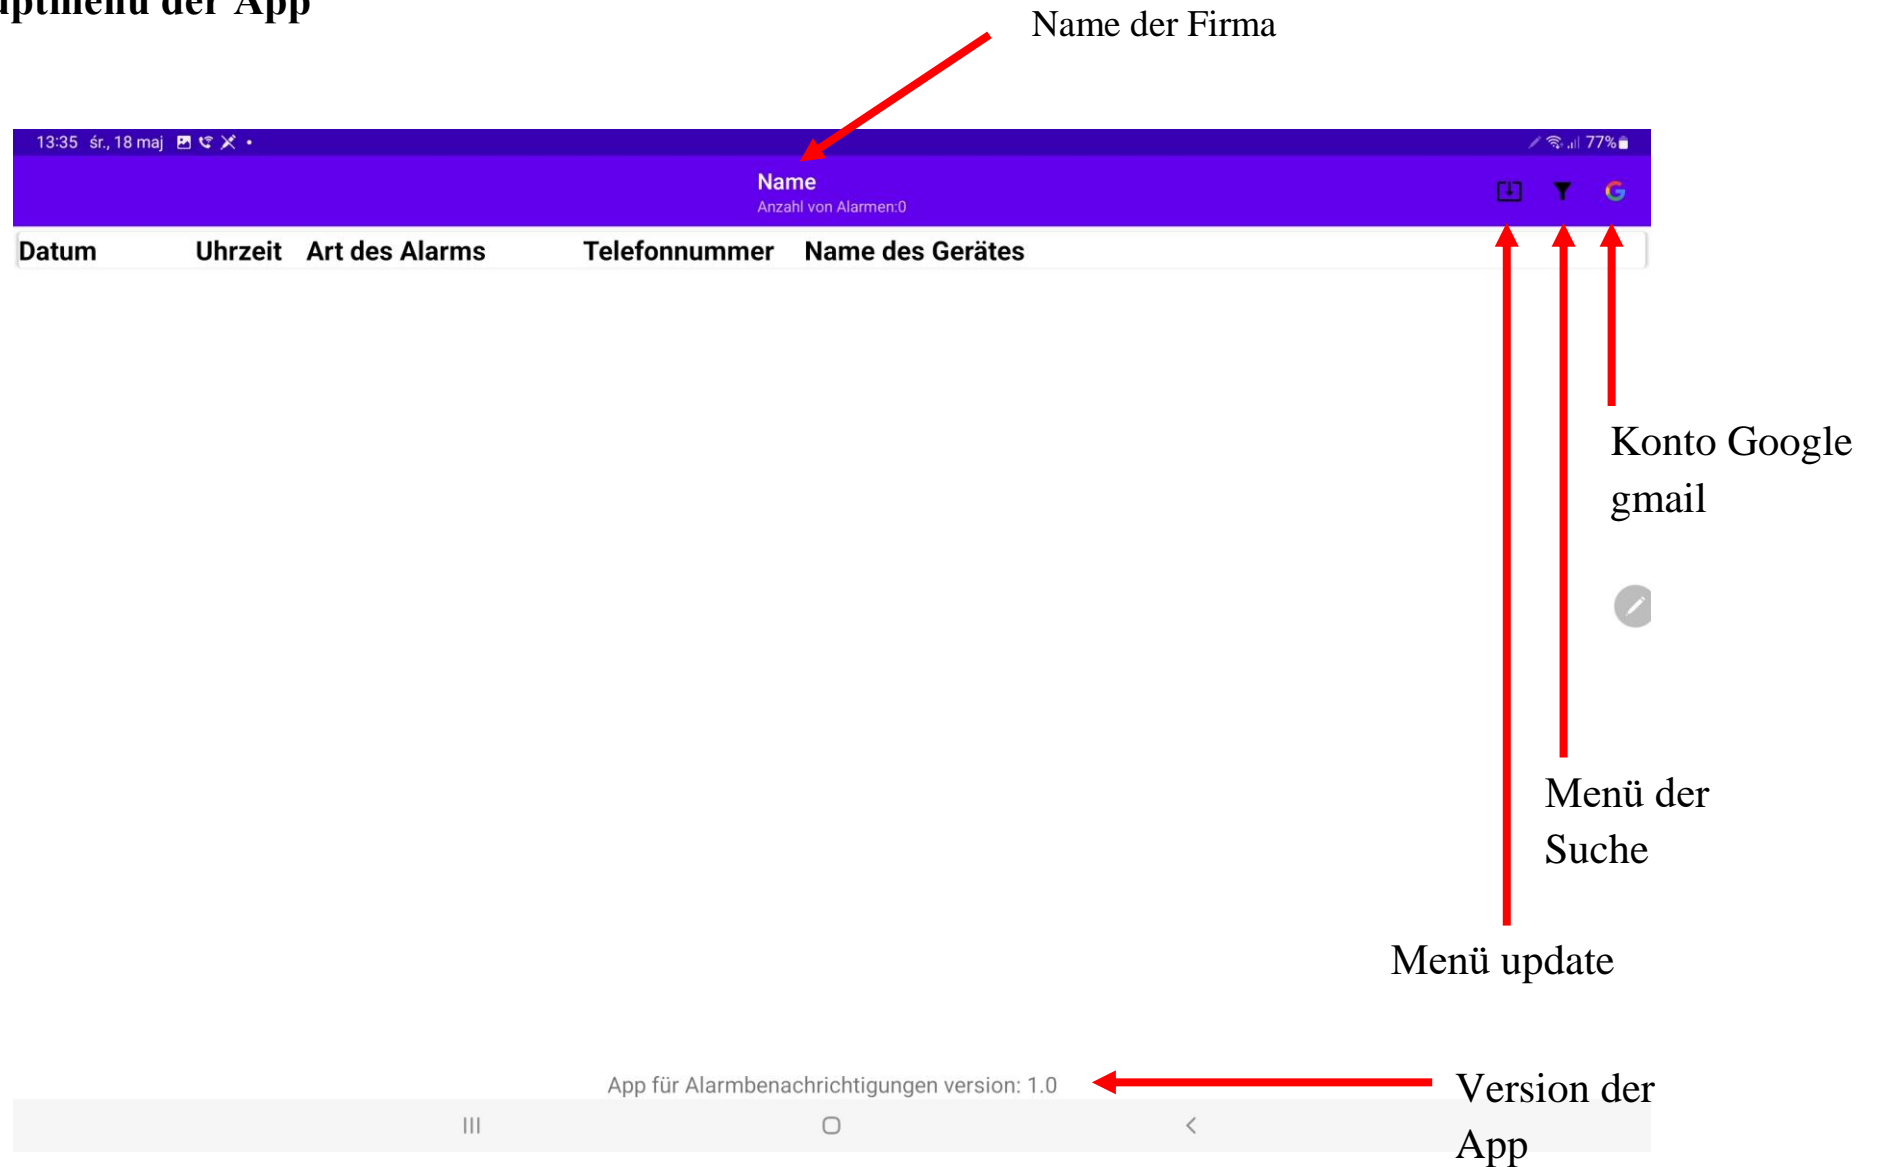 uptmenü der App
Name der Firma
13:35 śr., 18 maj
77%
Name
Anzahl von Alarmen:0
Datum Uhrzeit Art des Alarms Telefonnummer Name des Gerätes
Konto Google
gmail
Menü der
Suche
Menü update
App für Alarmbenachrichtigungen version: 1.0
Version der
App